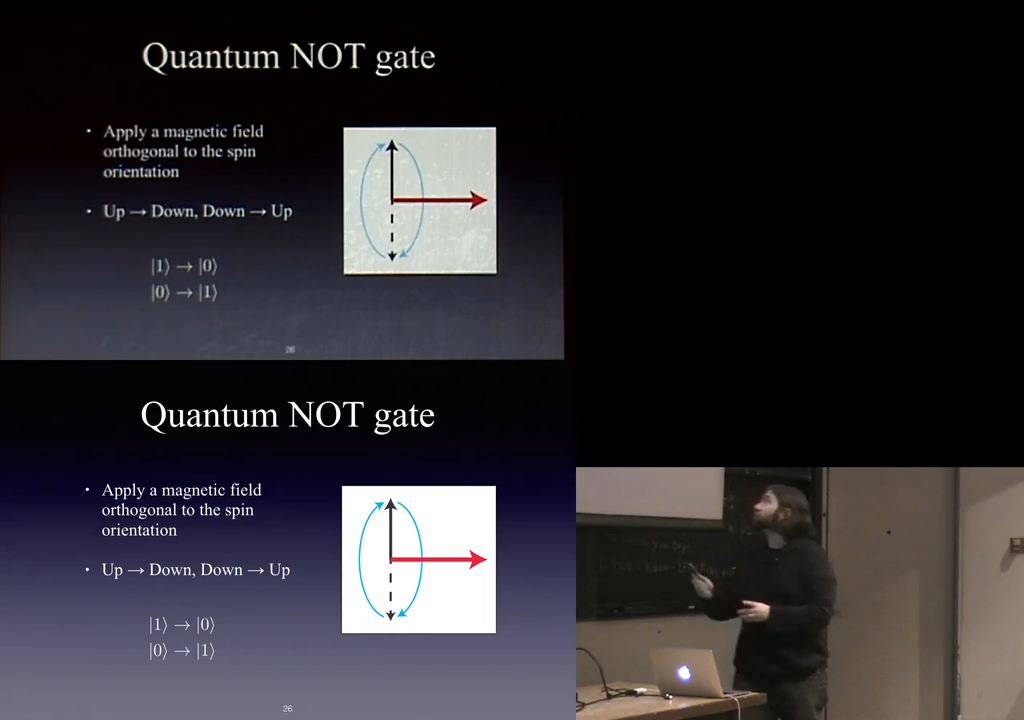 Quantum NOT gate
• Apply a magnetic field
orthogonal to the spin
orientation
• Up → Down, Down → Up
|1⟩ → |0⟩
|0⟩ → |1⟩
26
Quantum NOT gate
• Apply a magnetic field
orthogonal to the spin
orientation
• Up → Down, Down → Up
|1⟩ → |0⟩
|0⟩ → |1⟩
26